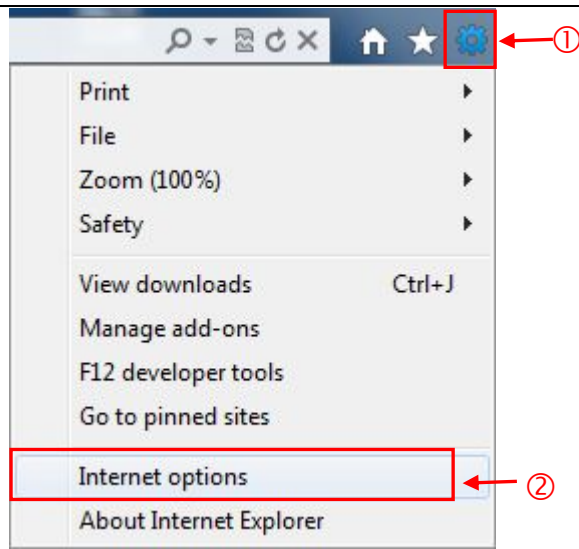 ①
Print
File
Zoom (100%)
Safety
View downloads Ctrl+J
Manage add-ons
F12 developer tools
Go to pinned sites
Internet options ②
About Internet Explorer